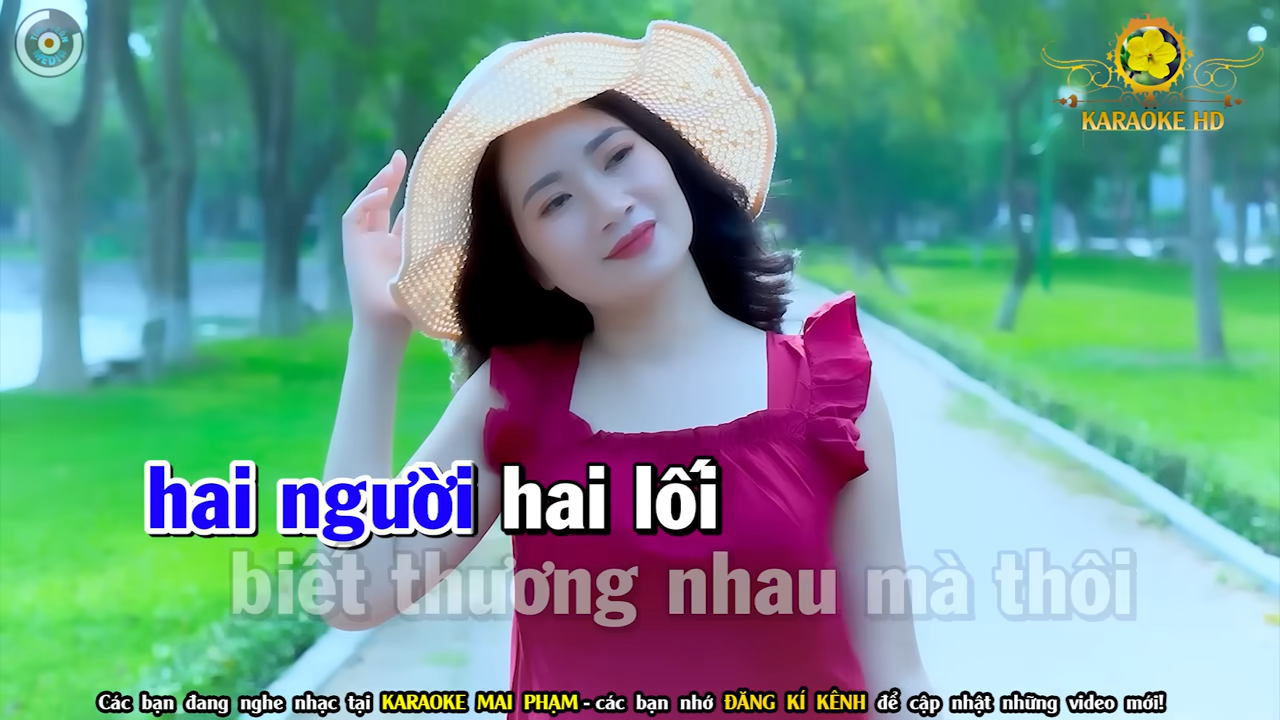 KARAOKE HD
hai người hai lối
biết thương nhau mà thôi
Các bạn đang nghe nhạc tại KARAOKE MAI PHẠM - các bạn nhớ ĐĂNG KÍ KÊNH để cập nhật những video mới!